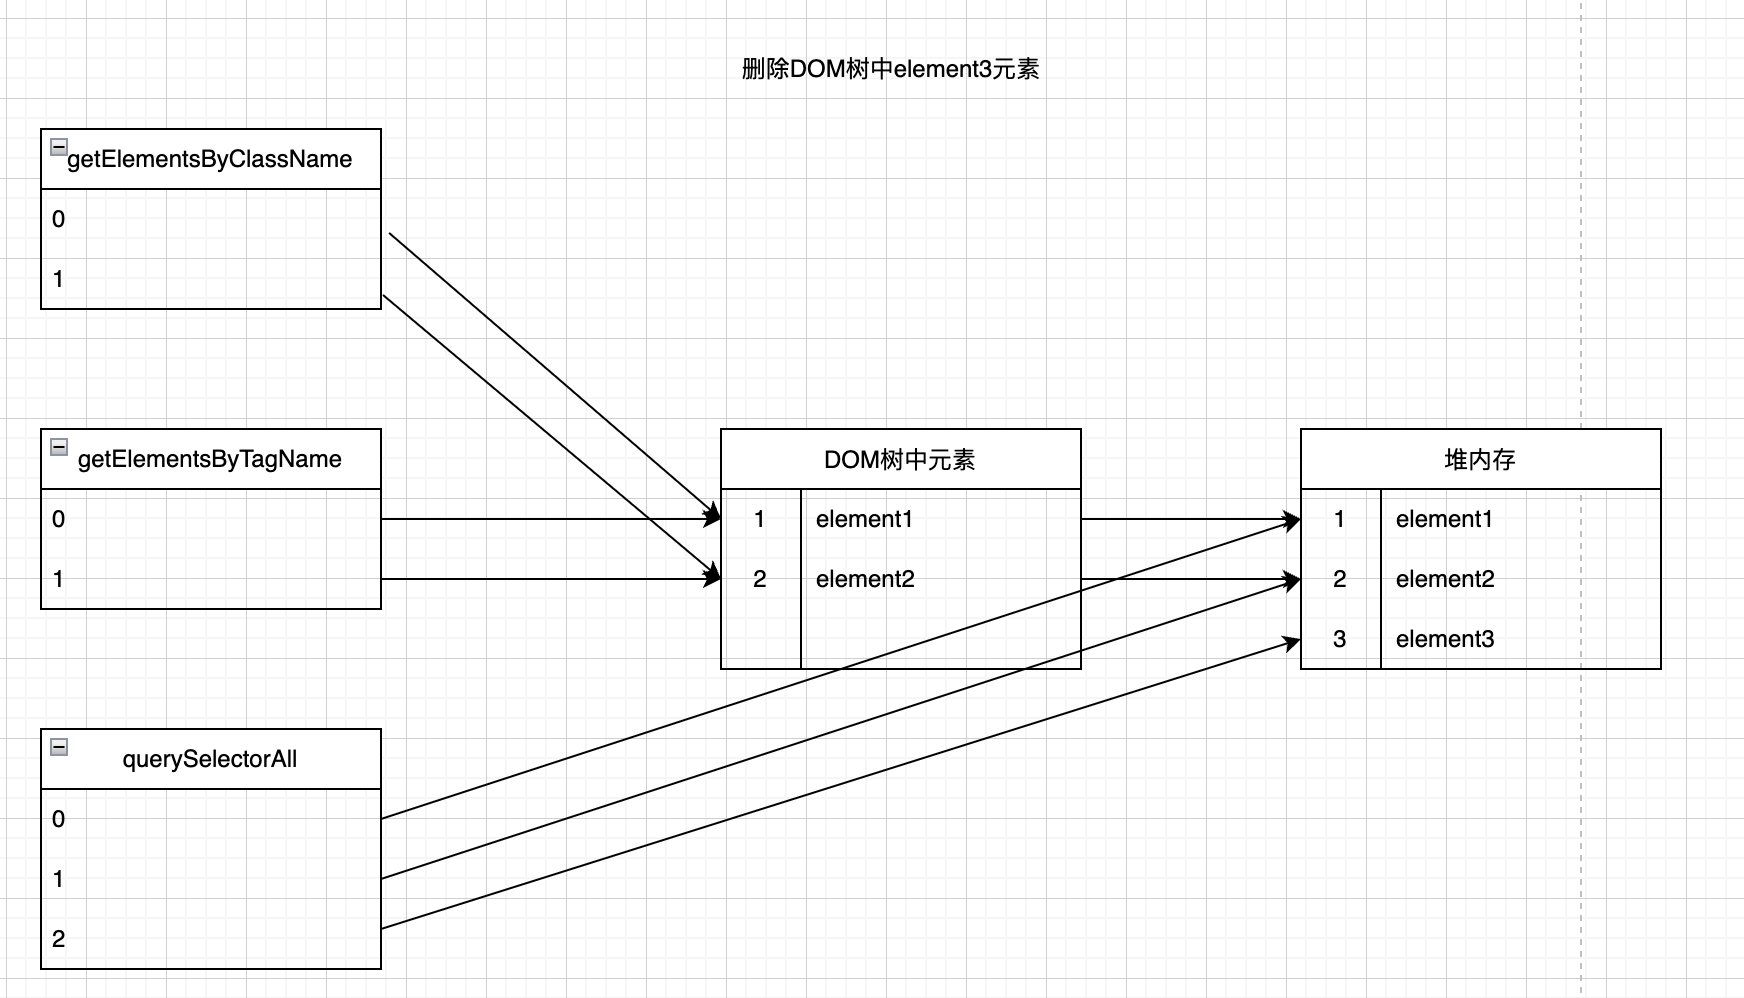 删除DOM树中element3元素
getElementsByClassName
0
1
getElementsByTagName
0
1
DOM树中元素
1 element1
2 element2
堆内存
1 element1
2 element2
3 element3
querySelectorAll
0
1
2